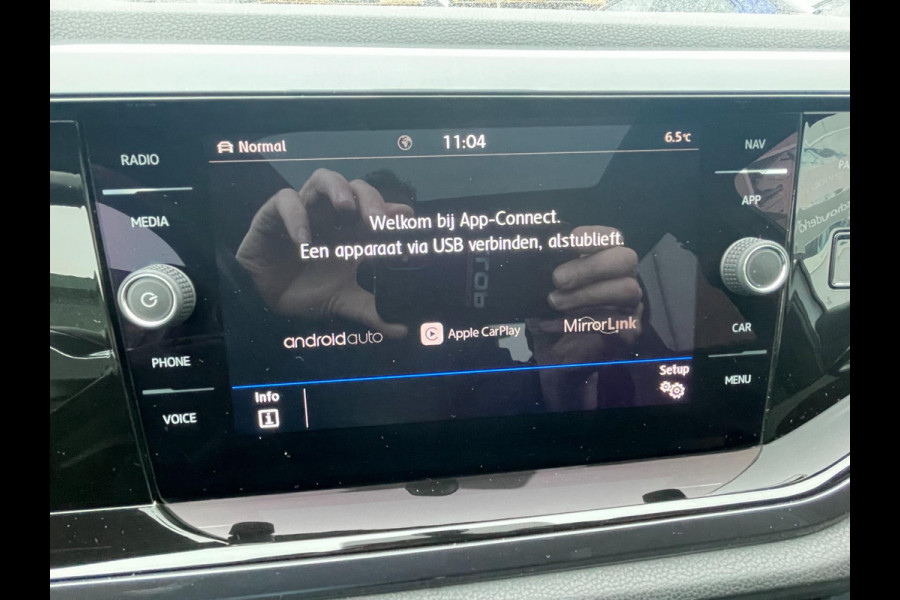 RADIO
MEDIA
PHONE
VOICE
Normal
11:04
6.5°C
Welkom bij App-Connect.
Een apparaat via USB verbinden, alstublieft.
androidauto
Apple CarPlay
MirrorLink
Info
Setup
NAV
APP
CAR
MENU